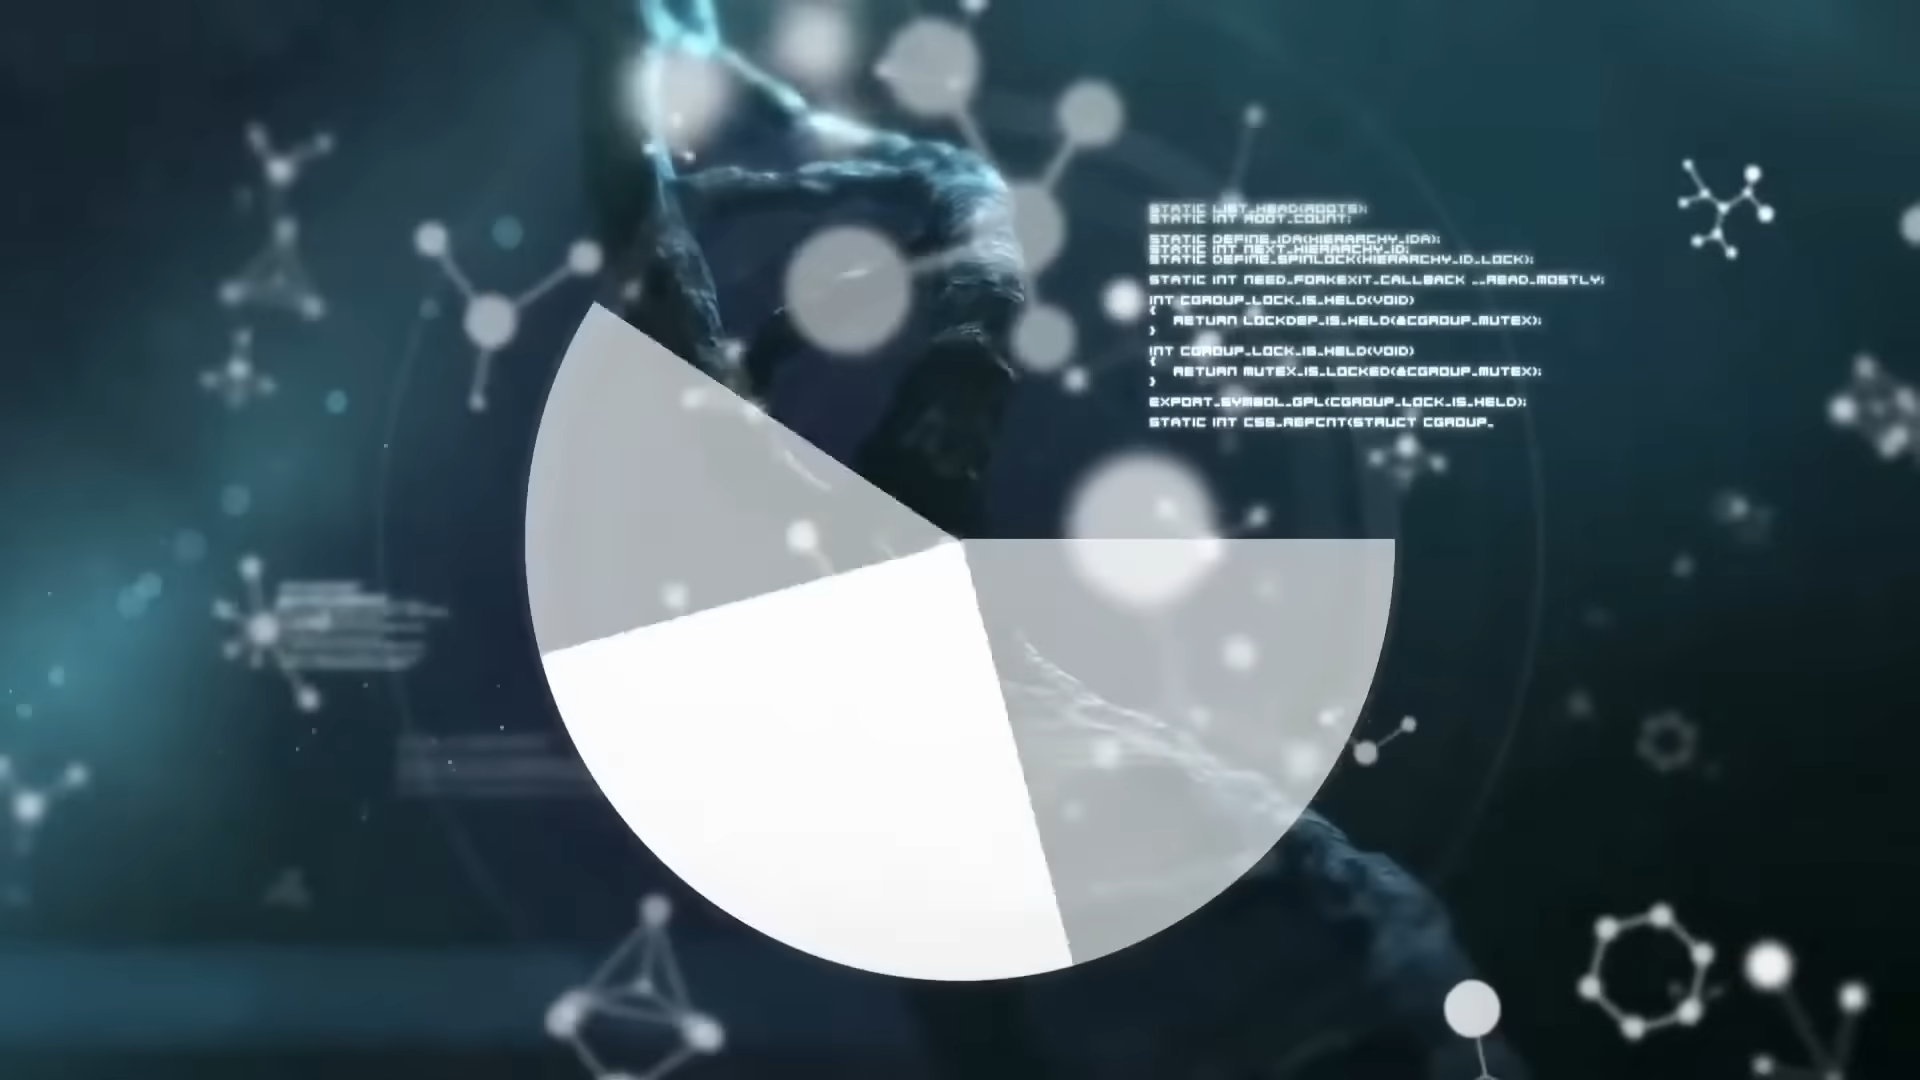 STATIC LIST_HEAD(ROOTS);
STATIC INT ROOT_COUNT;
STATIC DEFINE_IDA(HIERARCHY_IDA);
STATIC INT NEXT_HIERARCHY_ID;
STATIC DEFINE_SPINLOCK(HIERARCHY_ID_LOCK);
STATIC INT NEED_FORKEXIT_CALLBACK __READ_MOSTLY;
INT CGROUP_LOCK_IS_HELD(VOID)
{
RETURN LOCKDEP_IS_HELD(&CGROUP_MUTEX);
}
INT CGROUP_LOCK_IS_HELD(VOID)
{
RETURN MUTEX_IS_LOCKED(&CGROUP_MUTEX);
}
EXPORT_SYMBOL_GPL(CGROUP_LOCK_IS_HELD);
STATIC INT CSS_REFCNT(STRUCT CGROUP_